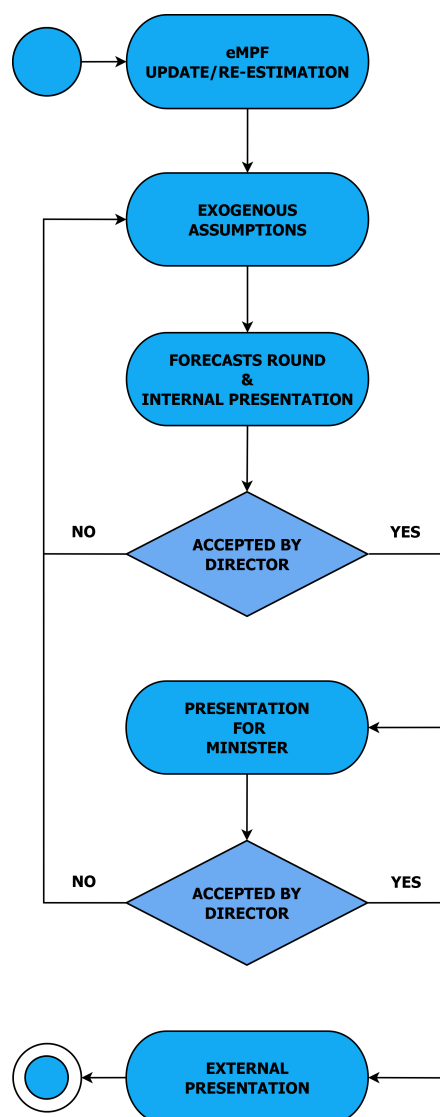 eMPF
UPDATE/RE-ESTIMATION
EXOGENOUS
ASSUMPTIONS
FORECASTS ROUND
&
INTERNAL PRESENTATION
NO
ACCEPTED BY
DIRECTOR
YES
PRESENTATION
FOR
MINISTER
NO
ACCEPTED BY
DIRECTOR
YES
EXTERNAL
PRESENTATION